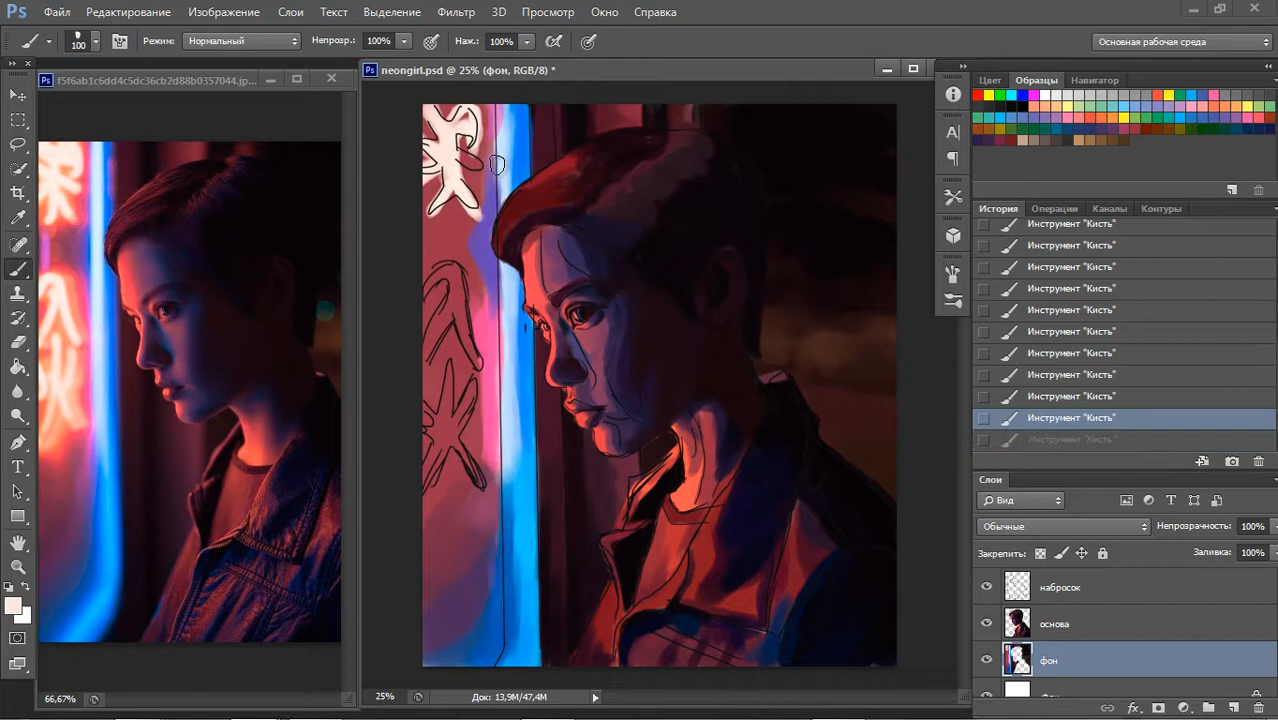 Ps Файл Редактирование Изображение Слои Текст Выделение Фильтр 3D Просмотр Окно Справка
100 Режим: Нормальный Непрозр.: 100% Наж.: 100% Основная рабочая среда
Ps f5f6ab1c6dd4c5dc36cb2d88b0357044.jp...
Ps neongirl.psd @ 25% (фон, RGB/8) *
Цвет Образцы Навигатор
История Операции Каналы Контуры
Инструмент "Кисть"
Инструмент "Кисть"
Инструмент "Кисть"
Инструмент "Кисть"
Инструмент "Кисть"
Инструмент "Кисть"
Инструмент "Кисть"
Инструмент "Кисть"
Инструмент "Кисть"
Инструмент "Кисть"
Инструмент "Кисть"
Слои
Вид
Обычные Непрозрачность: 100%
Закрепить: Заливка: 100%
набросок
основа
фон
66,67%
25% Док: 13,9M/47,4M